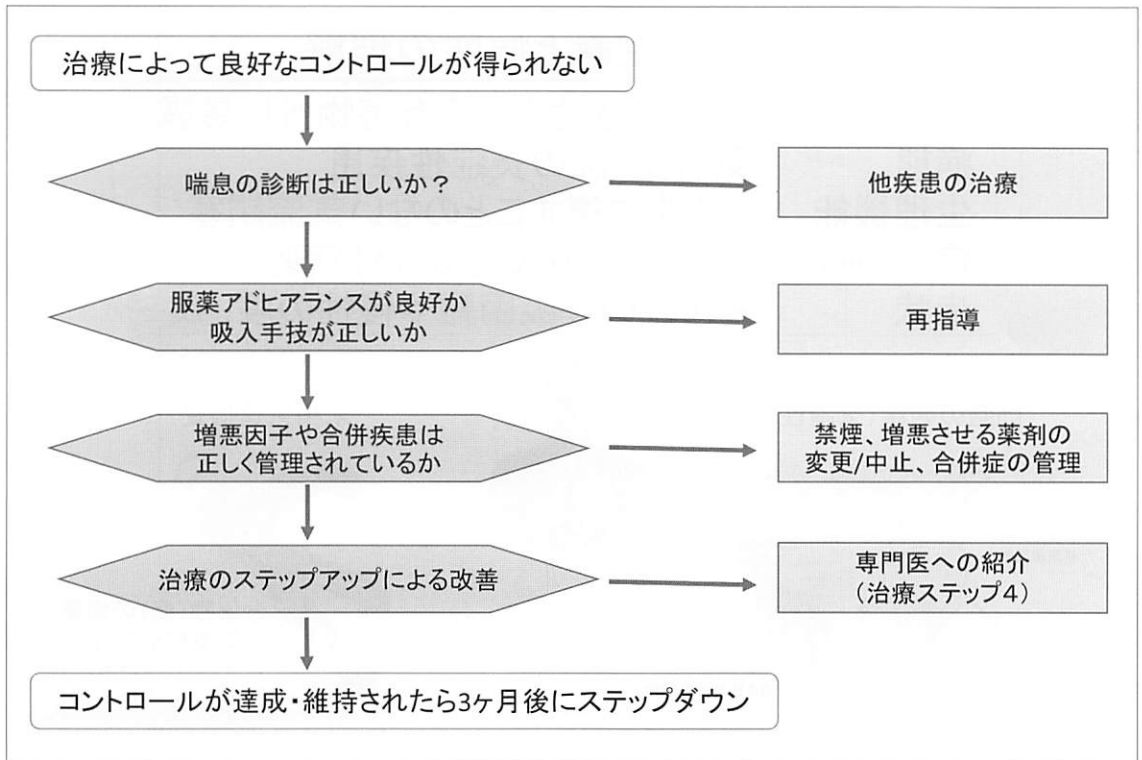 治療によって良好なコントロールが得られない
喘息の診断は正しいか？
他疾患の治療
服薬アドヒアランスが良好か
吸入手技が正しいか
再指導
増悪因子や合併疾患は
正しく管理されているか
禁煙、増悪させる薬剤の
変更/中止、合併症の管理
治療のステップアップによる改善
専門医への紹介
（治療ステップ４）
コントロールが達成・維持されたら3ヶ月後にステップダウン